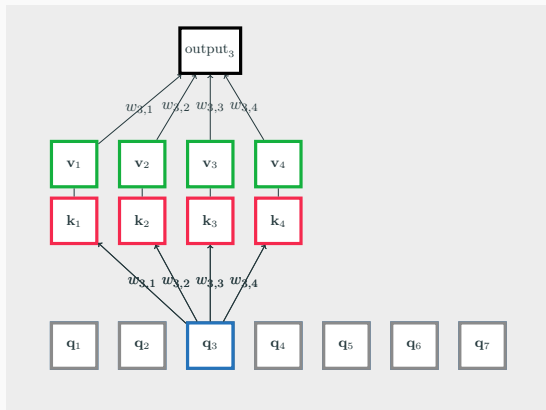 output₃
w₃,₁ w₃,₂ w₃,₃ w₃,₄
v₁ v₂ v₃ v₄
k₁ k₂ k₃ k₄
w₃,₁ w₃,₂ w₃,₃ w₃,₄
q₁ q₂ q₃ q₄ q₅ q₆ q₇